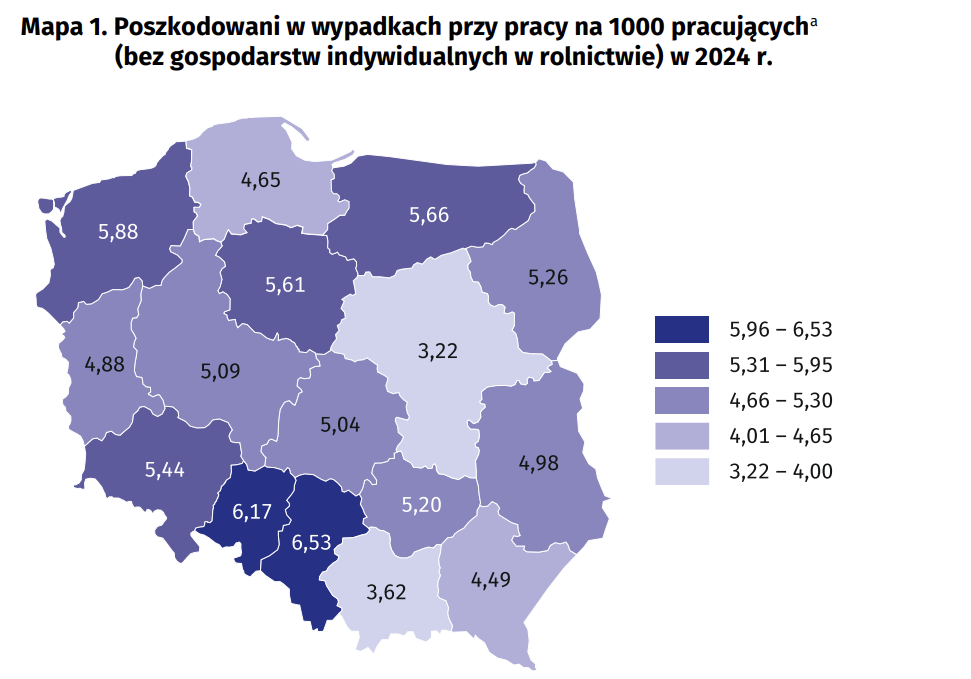 Mapa 1. Poszkodowani w wypadkach przy pracy na 1000 pracującychᵃ
(bez gospodarstw indywidualnych w rolnictwie) w 2024 r.
4,65
5,66
5,88
5,26
5,61
3,22
4,88
5,09
5,04
4,98
5,44
5,20
6,17
6,53
4,49
3,62
5,96 – 6,53
5,31 – 5,95
4,66 – 5,30
4,01 – 4,65
3,22 – 4,00